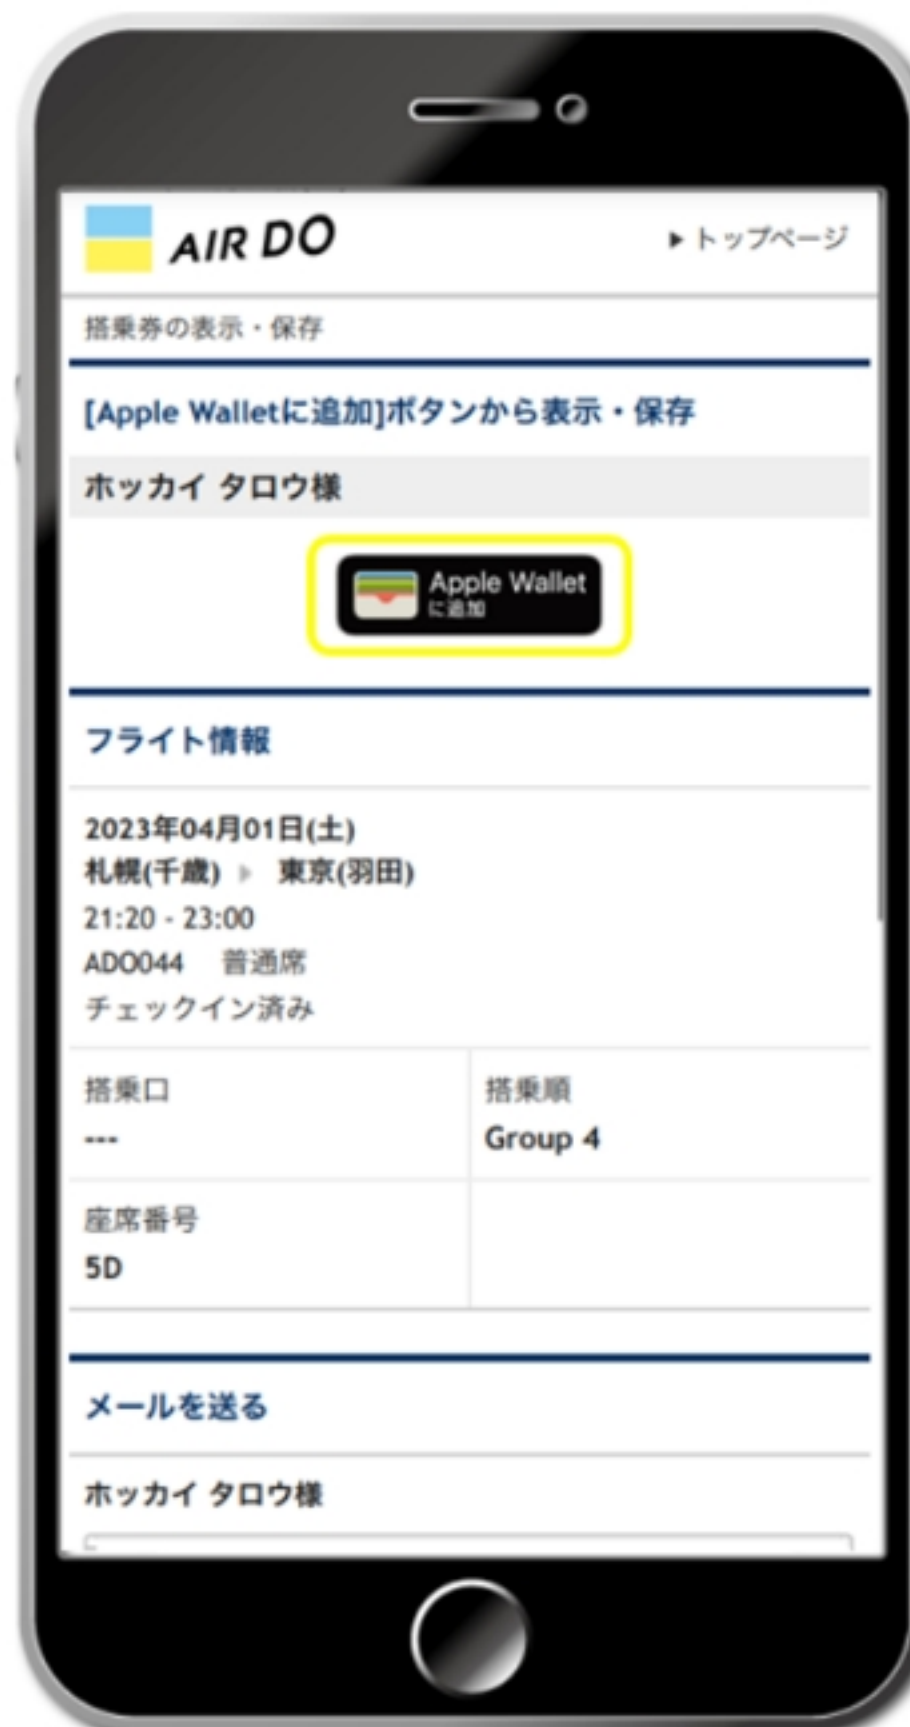 AIR DO
▶ トップページ
搭乗券の表示・保存
[Apple Walletに追加]ボタンから表示・保存
ホッカイ タロウ様
Apple Wallet
に追加
フライト情報
2023年04月01日(土)
札幌(千歳) ▶ 東京(羽田)
21:20 - 23:00
ADO044 普通席
チェックイン済み
搭乗口
---
搭乗順
Group 4
座席番号
5D
メールを送る
ホッカイ タロウ様